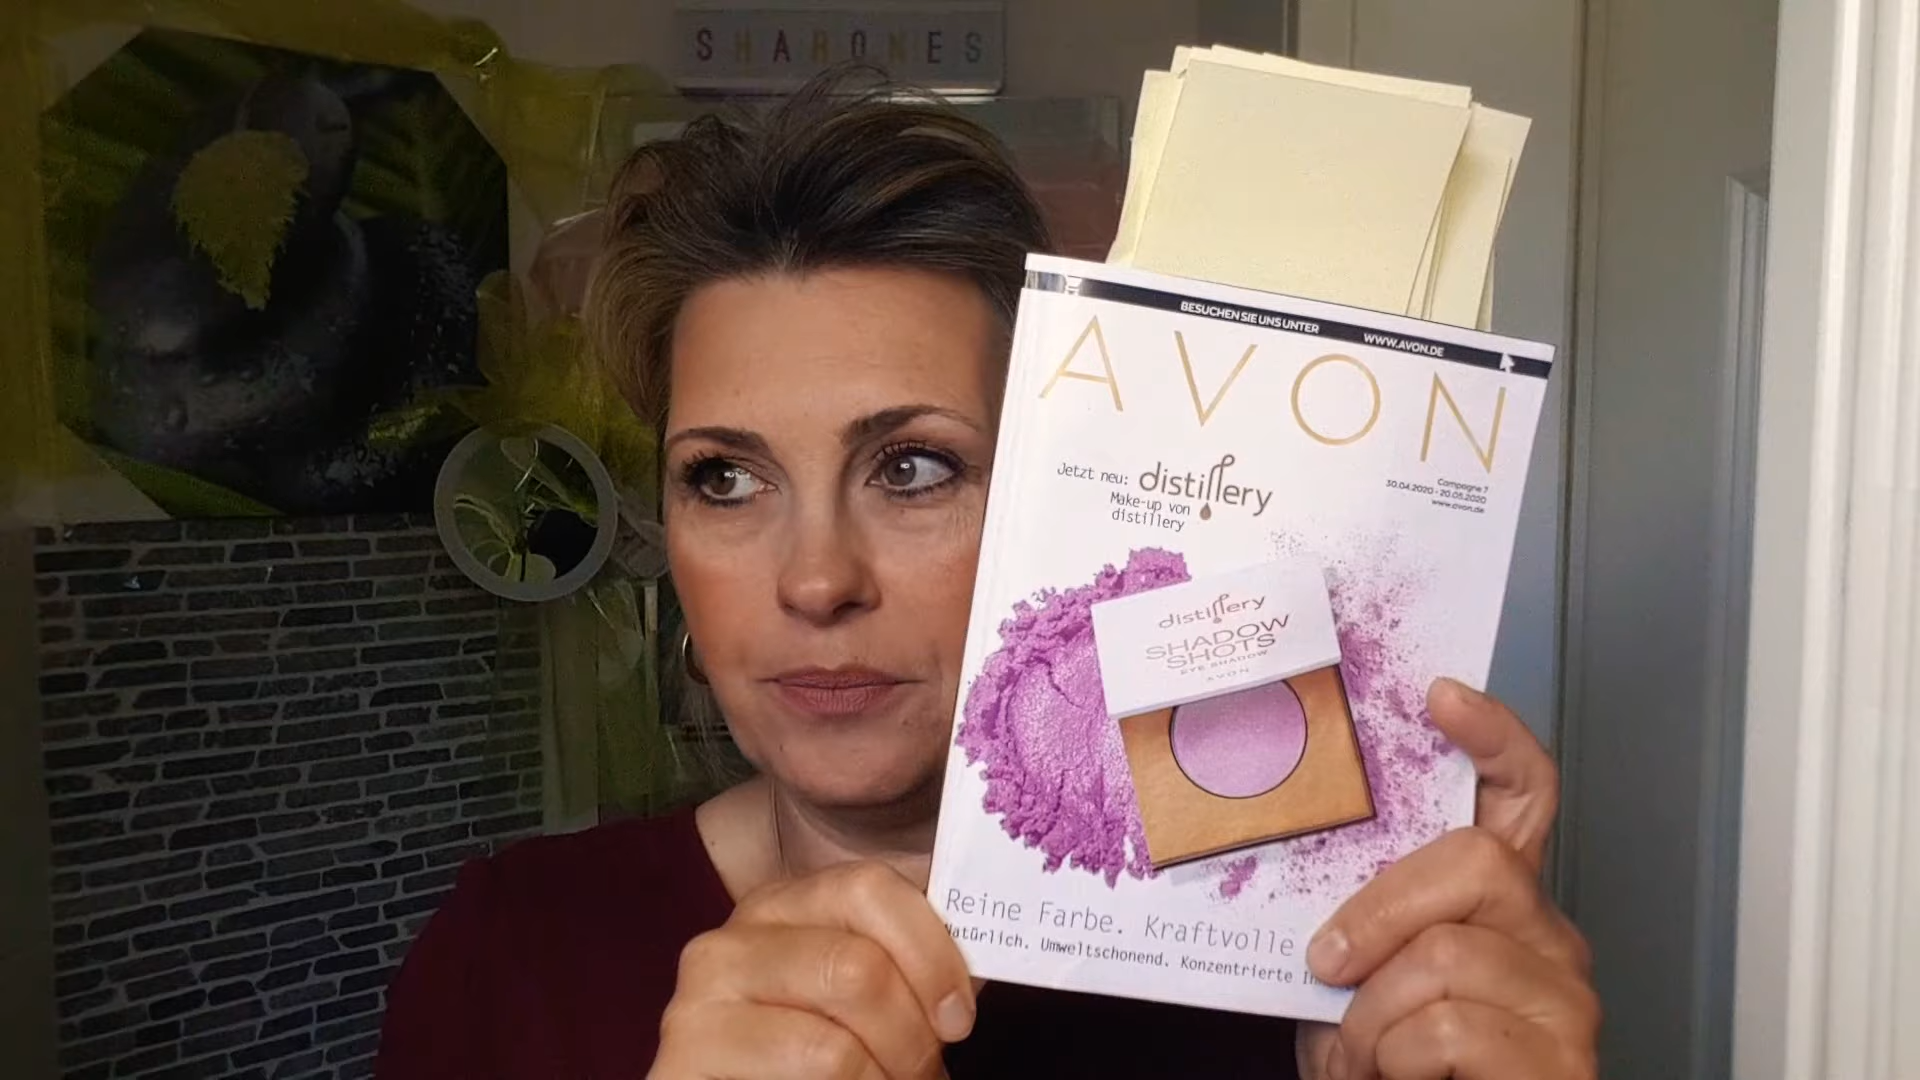 SHARONES
BESUCHEN SIE UNS UNTER WWW.AVON.DE
AVON
Campagne 7
30.04.2020 - 20.05.2020
www.avon.de
Jetzt neu: distillery
Make-up von
distillery
distillery
SHADOW
SHOTS
EYE SHADOW
AVON
Reine Farbe. Kraftvolle
Natürlich. Umweltschonend. Konzentrierte